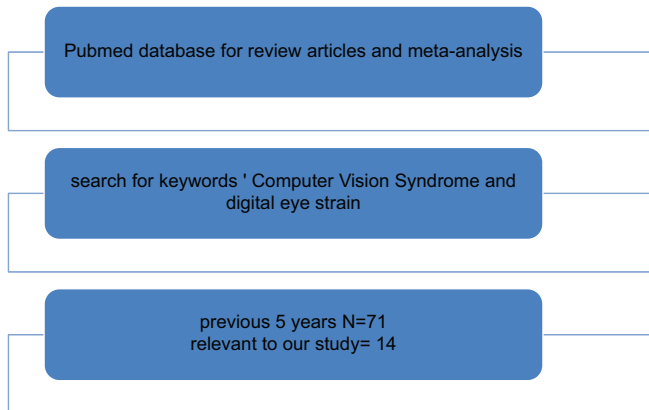 Pubmed database for review articles and meta-analysis
search for keywords ' Computer Vision Syndrome and
digital eye strain
previous 5 years N=71
relevant to our study= 14